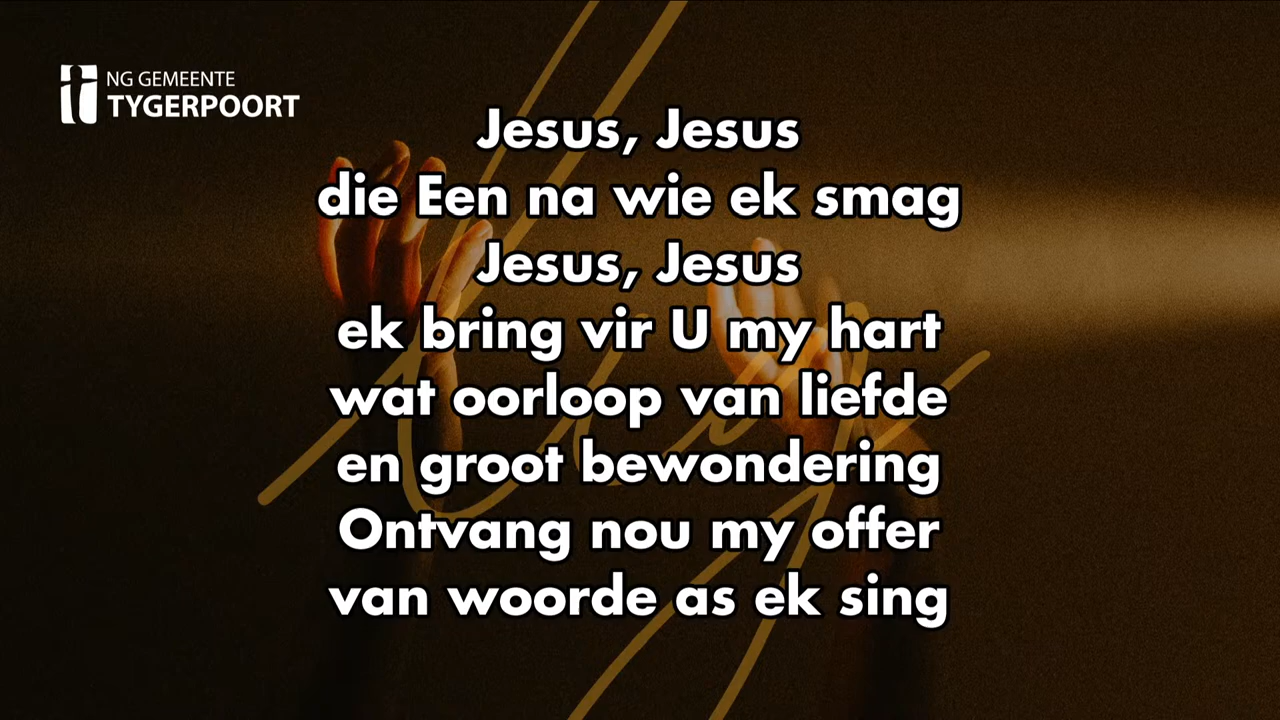 NG GEMEENTE
TYGERPOORT
Jesus, Jesus
die Een na wie ek smag
Jesus, Jesus
ek bring vir U my hart
wat oorloop van liefde
en groot bewondering
Ontvang nou my offer
van woorde as ek sing